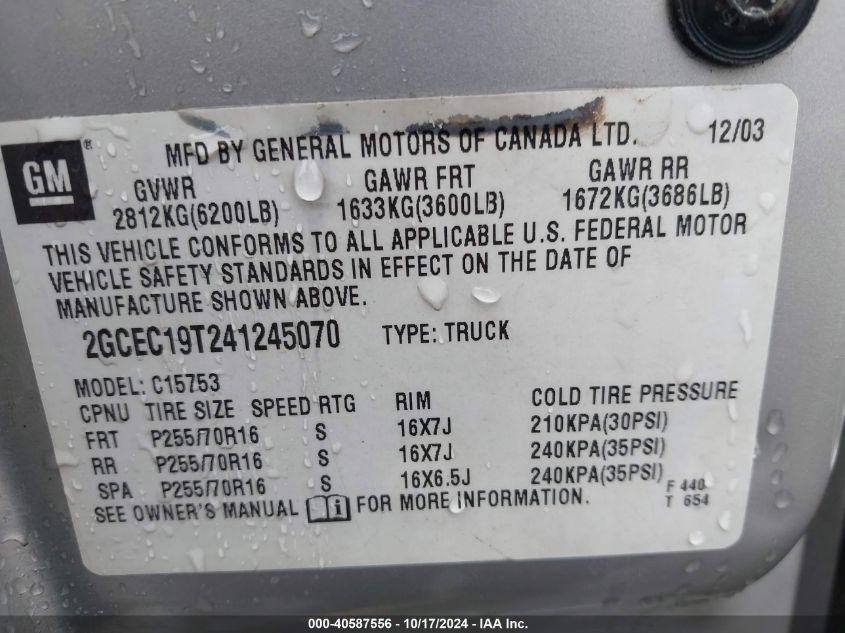 GM ® MFD BY GENERAL MOTORS OF CANADA LTD. 12/03
GVWR GAWR FRT GAWR RR
2812KG(6200LB) 1633KG(3600LB) 1672KG(3686LB)
THIS VEHICLE CONFORMS TO ALL APPLICABLE U.S. FEDERAL MOTOR
VEHICLE SAFETY STANDARDS IN EFFECT ON THE DATE OF
MANUFACTURE SHOWN ABOVE.
2GCEC19T241245070 TYPE: TRUCK
MODEL: C15753
CPNU TIRE SIZE SPEED RTG RIM COLD TIRE PRESSURE
FRT P255/70R16 S 16X7J 210KPA(30PSI)
RR P255/70R16 S 16X7J 240KPA(35PSI)
SPA P255/70R16 S 16X6.5J 240KPA(35PSI)
SEE OWNER'S MANUAL i FOR MORE INFORMATION.
F 440
T 654
000-40587556 - 10/17/2024 - IAA Inc.